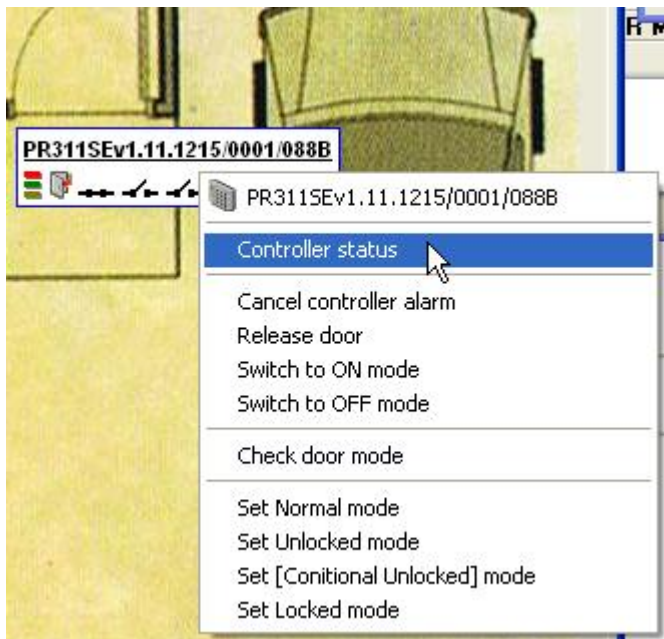 R M
PR311SEv1.11.1215/0001/088B
PR311SEv1.11.1215/0001/088B
Controller status
Cancel controller alarm
Release door
Switch to ON mode
Switch to OFF mode
Check door mode
Set Normal mode
Set Unlocked mode
Set [Conitional Unlocked] mode
Set Locked mode